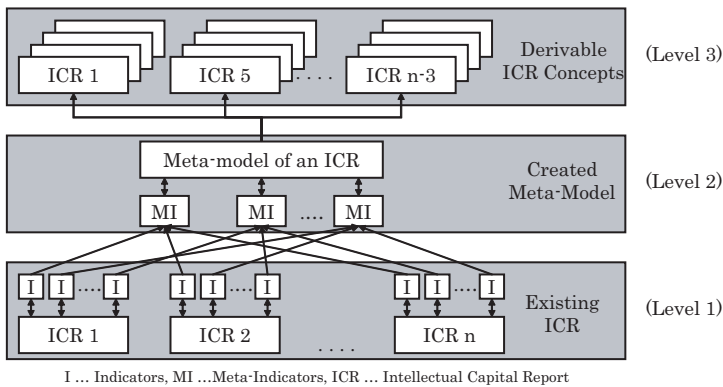 ICR 1 ICR 5 .... ICR n-3
Derivable
ICR Concepts
(Level 3)
Meta-model of an ICR
MI MI .... MI
Created
Meta-Model
(Level 2)
I I .... I I I .... I I I .... I
ICR 1 ICR 2 .... ICR n
Existing
ICR
(Level 1)
I ... Indicators, MI ...Meta-Indicators, ICR ... Intellectual Capital Report